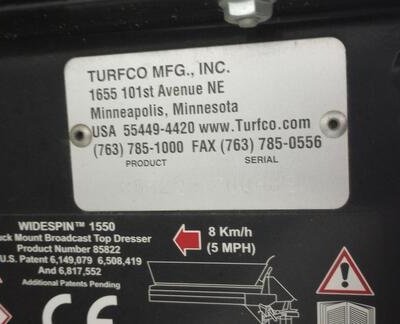 TURFCO MFG., INC.
1655 101st Avenue NE
Minneapolis, Minnesota
USA 55449-4420 www.Turfco.com
(763) 785-1000 FAX (763) 785-0556
PRODUCT SERIAL
WIDESPIN™ 1550
uck Mount Broadcast Top Dresser
Product Number 85822
U.S. Patents 6,149,079 6,508,419
And 6,817,552
Additional Patents Pending
8 Km/h
(5 MPH)
CE